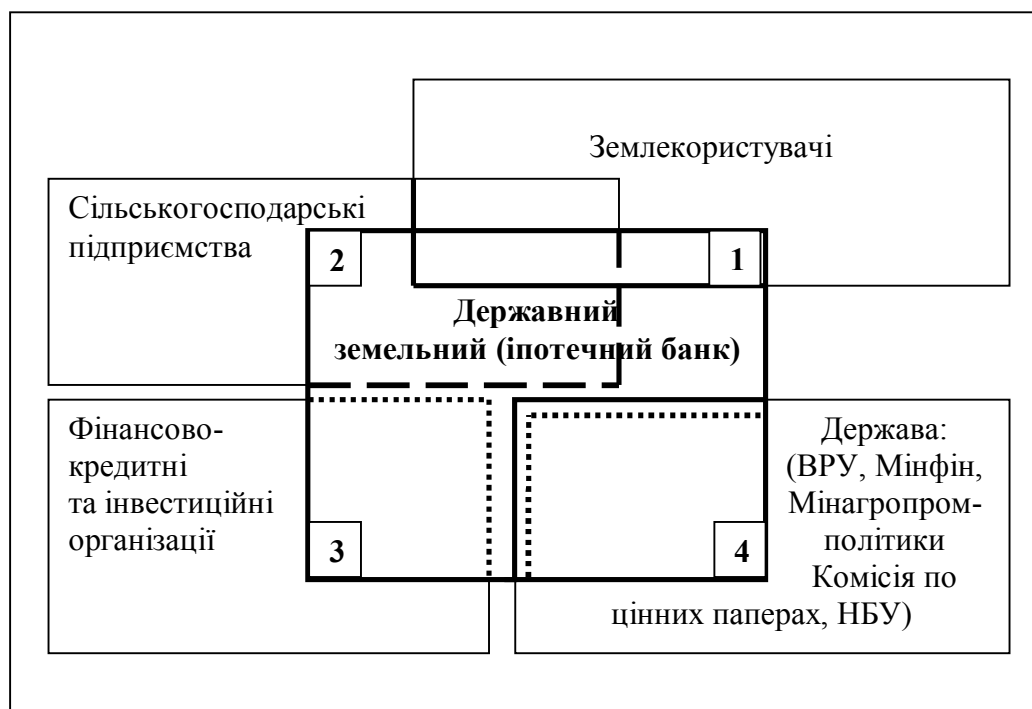 Землекористувачі
Сільськогосподарські
підприємства
2
1
Державний
земельний (іпотечний банк)
Фінансово-
кредитні
та інвестиційні
організації
3
Держава:
(ВРУ, Мінфін,
Мінагропром-
політики
Комісія по
цінних паперах, НБУ)
4